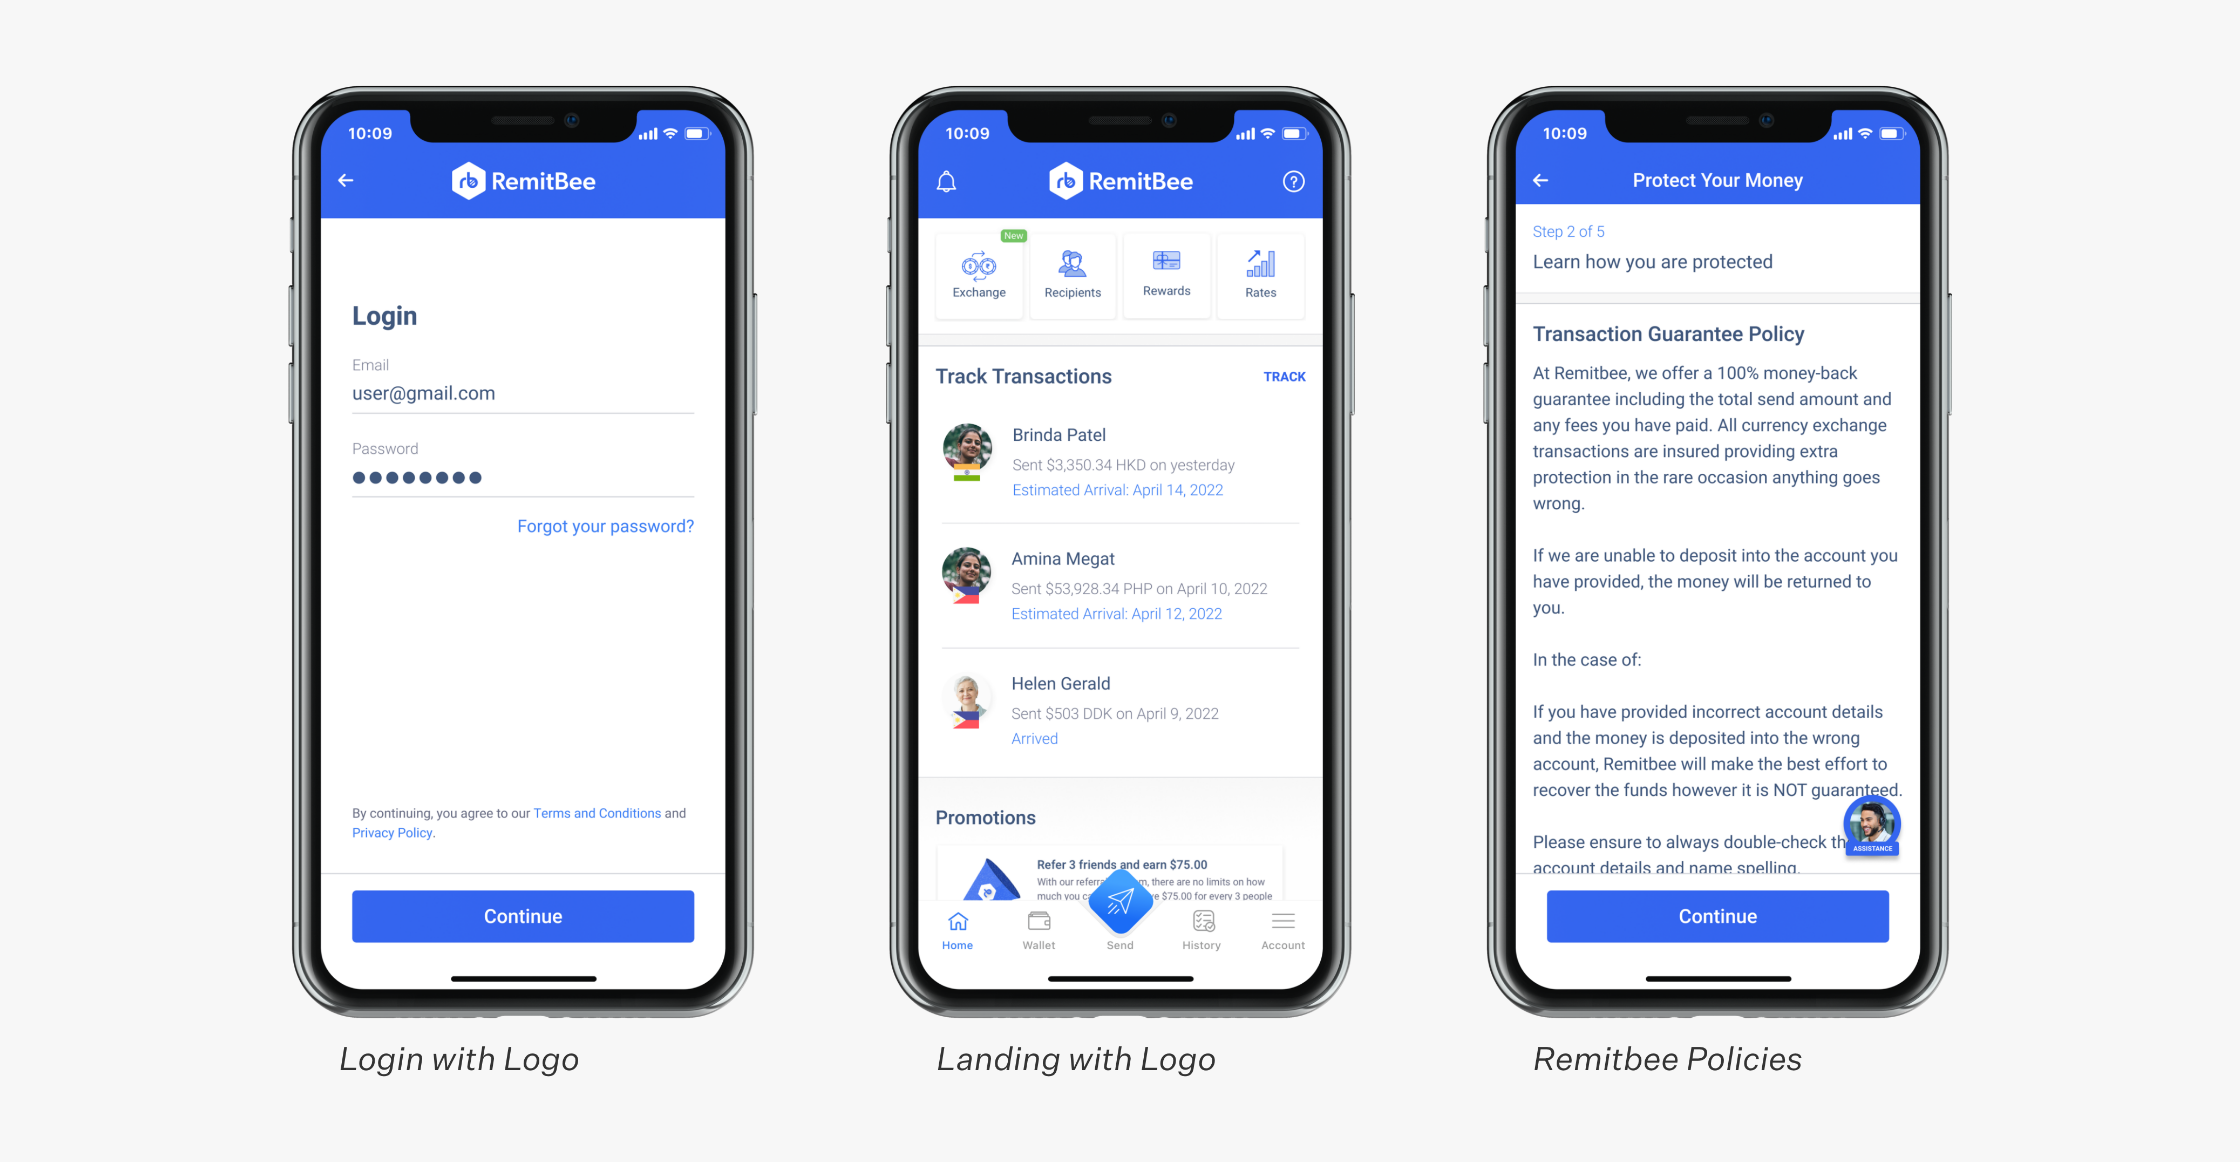 10:09
RemitBee
Login
Email
user@gmail.com
Password
Forgot your password?
By continuing, you agree to our Terms and Conditions and
Privacy Policy.
Continue
Login with Logo
10:09
RemitBee
New
Exchange
Recipients
Rewards
Rates
Track Transactions
TRACK
Brinda Patel
Sent $3,350.34 HKD on yesterday
Estimated Arrival: April 14, 2022
Amina Megat
Sent $53,928.34 PHP on April 10, 2022
Estimated Arrival: April 12, 2022
Helen Gerald
Sent $503 DDK on April 9, 2022
Arrived
Promotions
Refer 3 friends and earn $75.00
With our there are no limits on how
much you $75.00 for every 3 people
Home
Wallet
Send
History
Account
Landing with Logo
10:09
Protect Your Money
Step 2 of 5
Learn how you are protected
Transaction Guarantee Policy
At Remitbee, we offer a 100% money-back
guarantee including the total send amount and
any fees you have paid. All currency exchange
transactions are insured providing extra
protection in the rare occasion anything goes
wrong.
If we are unable to deposit into the account you
have provided, the money will be returned to
you.
In the case of:
If you have provided incorrect account details
and the money is deposited into the wrong
account, Remitbee will make the best effort to
recover the funds however it is NOT guaranteed.
Please ensure to always double-check
account details and name spelling.
ASSISTANCE
Continue
Remitbee Policies